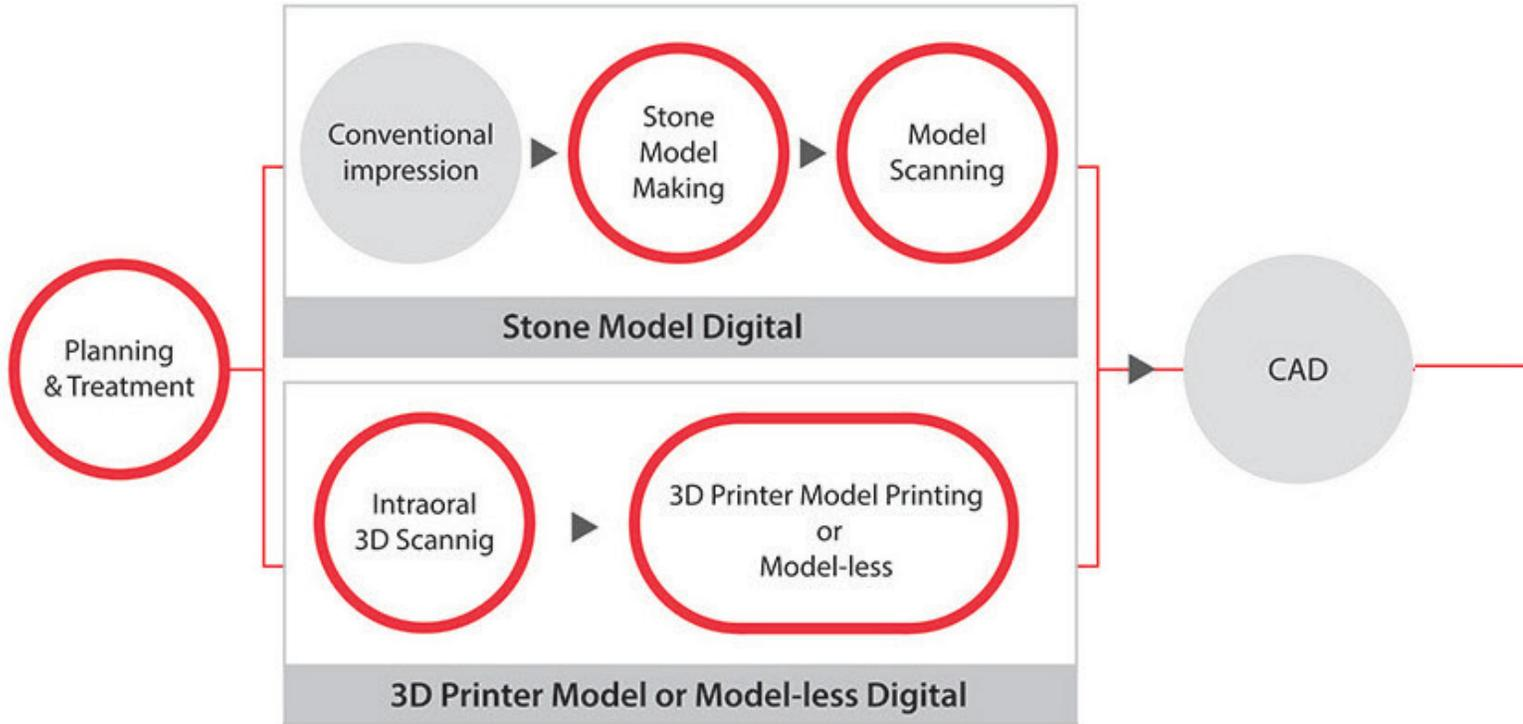 Planning
& Treatment
Conventional
impression
Stone
Model
Making
Model
Scanning
Stone Model Digital
Intraoral
3D Scannig
3D Printer Model Printing
or
Model-less
3D Printer Model or Model-less Digital
CAD